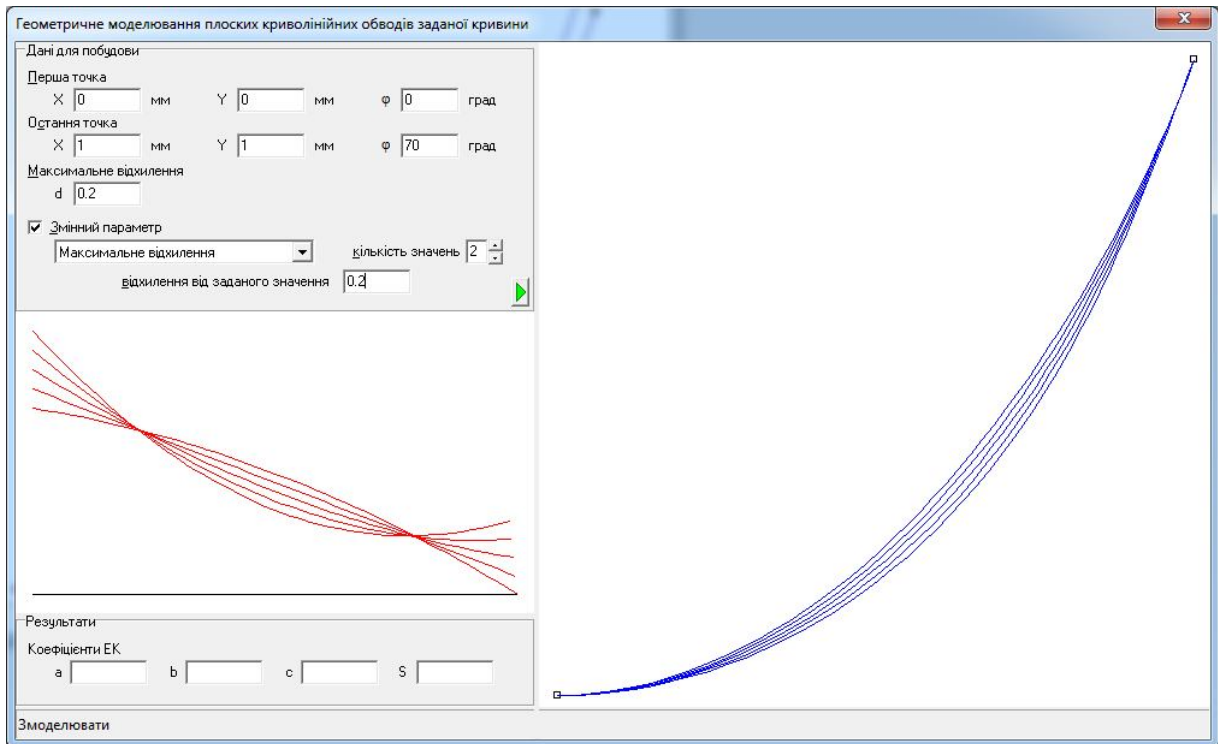 Геометричне моделювання плоских криволінійних обводів заданої кривини
Дані для побудови
Перша точка
X 0 мм Y 0 мм φ 0 град
Остання точка
X 1 мм Y 1 мм φ 70 град
Максимальне відхилення
d 0.2
Змінний параметр
Максимальне відхилення кількість значень 2
відхилення від заданого значення 0.2
Результати
Коефіцієнти ЕК
a b c S
Змоделювати